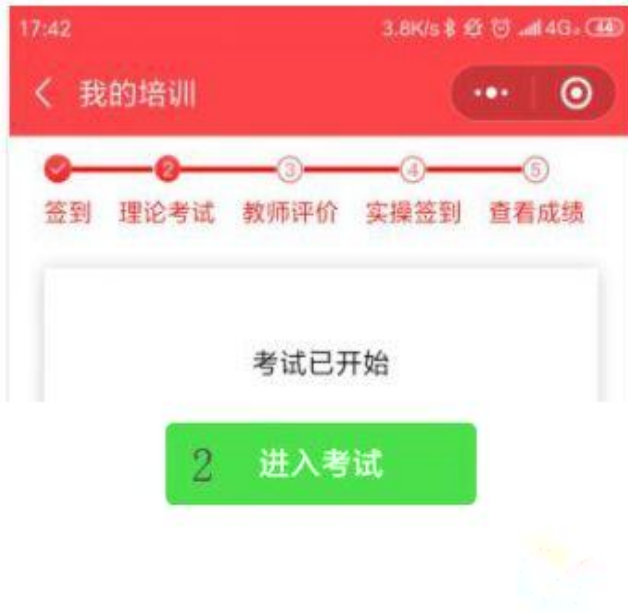 17:42 3.8K/s 4G 44
我的培训
2 3 4 5
签到 理论考试 教师评价 实操签到 查看成绩
考试已开始
2 进入考试